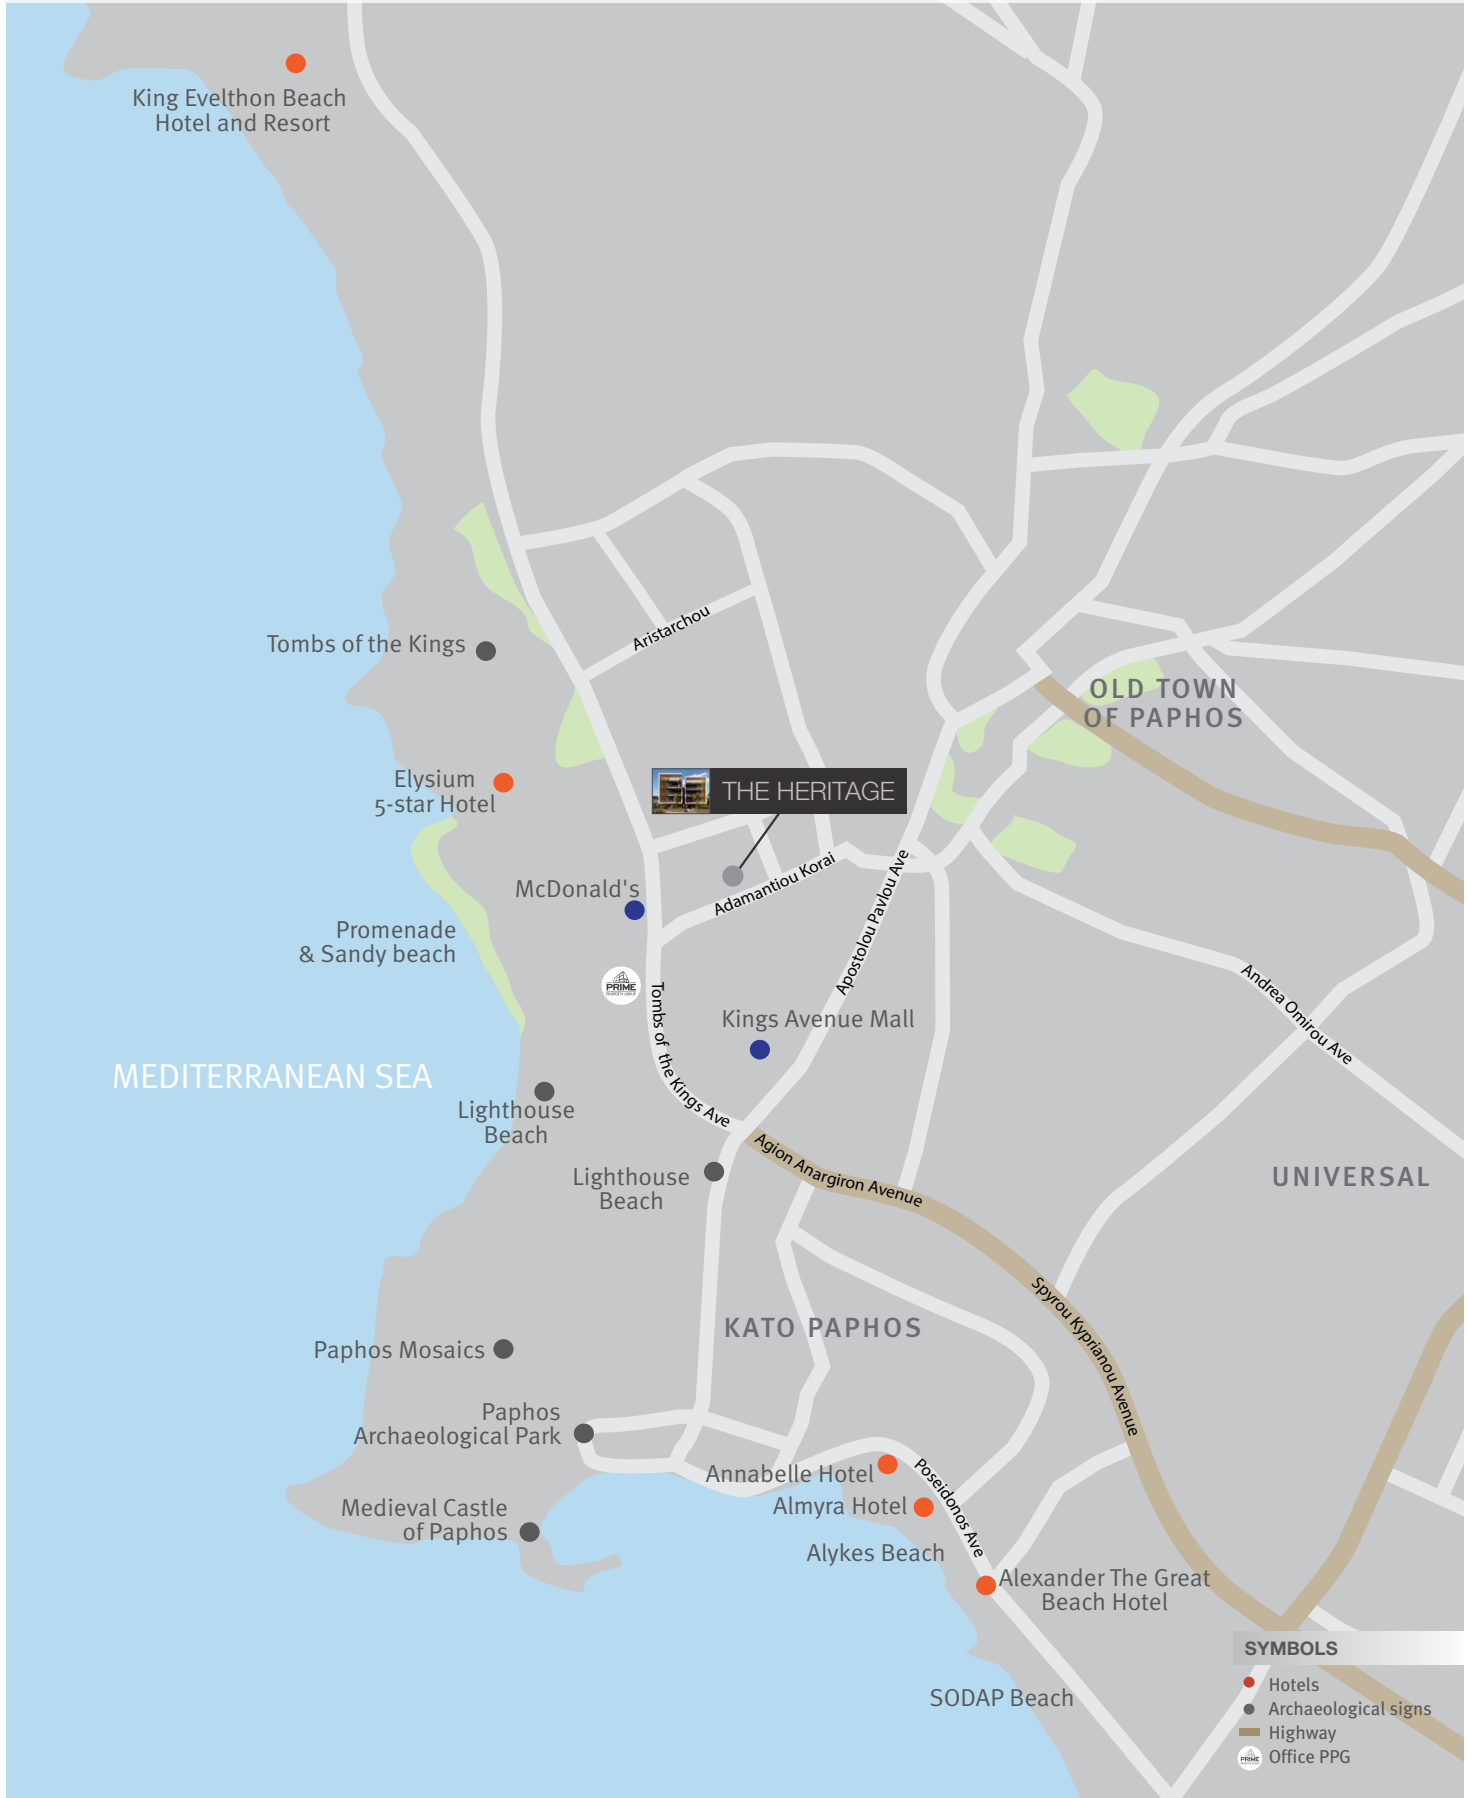 King Evelthon Beach
Hotel and Resort
Aristarchou
Tombs of the Kings
OLD TOWN
OF PAPHOS
Elysium
5-star Hotel
THE HERITAGE
McDonald's
Adamantiou Korai
Apostolou Pavlou Ave
Promenade
& Sandy beach
PRIME
PROPERTY GROUP
Tombs of the Kings Ave
Kings Avenue Mall
Andrea Omirou Ave
MEDITERRANEAN SEA
Lighthouse
Beach
Lighthouse
Beach
Agion Anargiron Avenue
UNIVERSAL
KATO PAPHOS
Spyrou Kyprianou Avenue
Paphos Mosaics
Paphos
Archaeological Park
Annabelle Hotel
Poseidonos Ave
Medieval Castle
of Paphos
Almyra Hotel
Alykes Beach
Alexander The Great
Beach Hotel
SODAP Beach
SYMBOLS
Hotels
Archaeological signs
Highway
PRIME
Office PPG